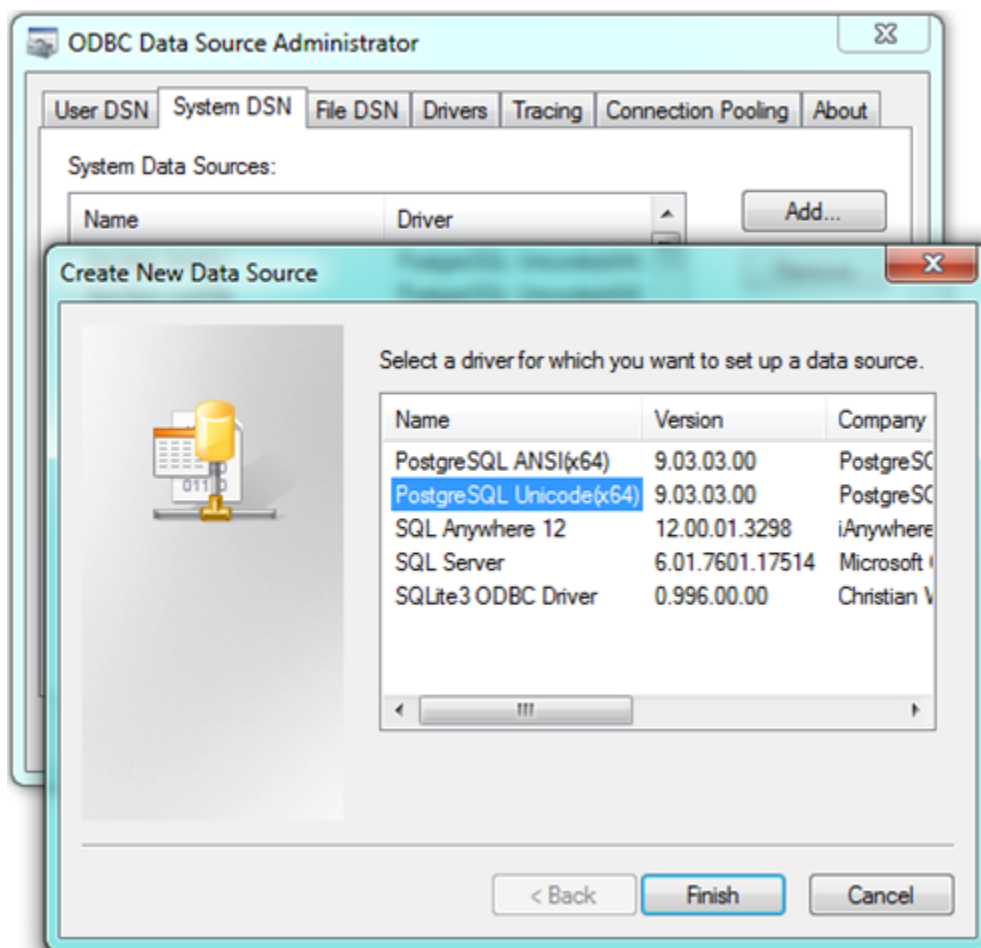 ODBC Data Source Administrator
User DSN System DSN File DSN Drivers Tracing Connection Pooling About
System Data Sources:
Name Driver Add...
Create New Data Source
Select a driver for which you want to set up a data source.
Name Version Company
PostgreSQL ANSI(x64) 9.03.03.00 PostgreSQ
PostgreSQL Unicode(x64) 9.03.03.00 PostgreSQ
SQL Anywhere 12 12.00.01.3298 iAnywhere
SQL Server 6.01.7601.17514 Microsoft
SQLite3 ODBC Driver 0.996.00.00 Christian
< Back Finish Cancel